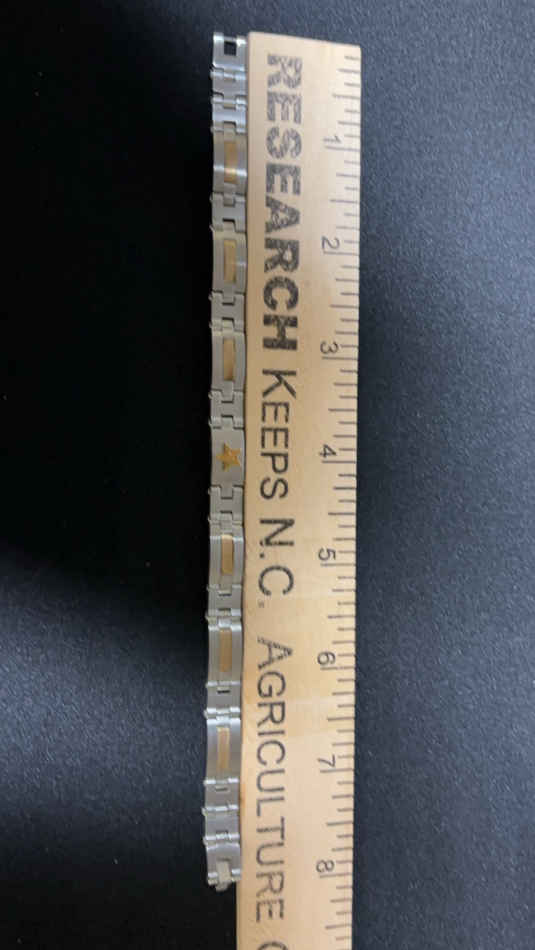 RESEARCH KEEPS N.C. AGRICULTURE
1 2 3 4 5 6 7 8